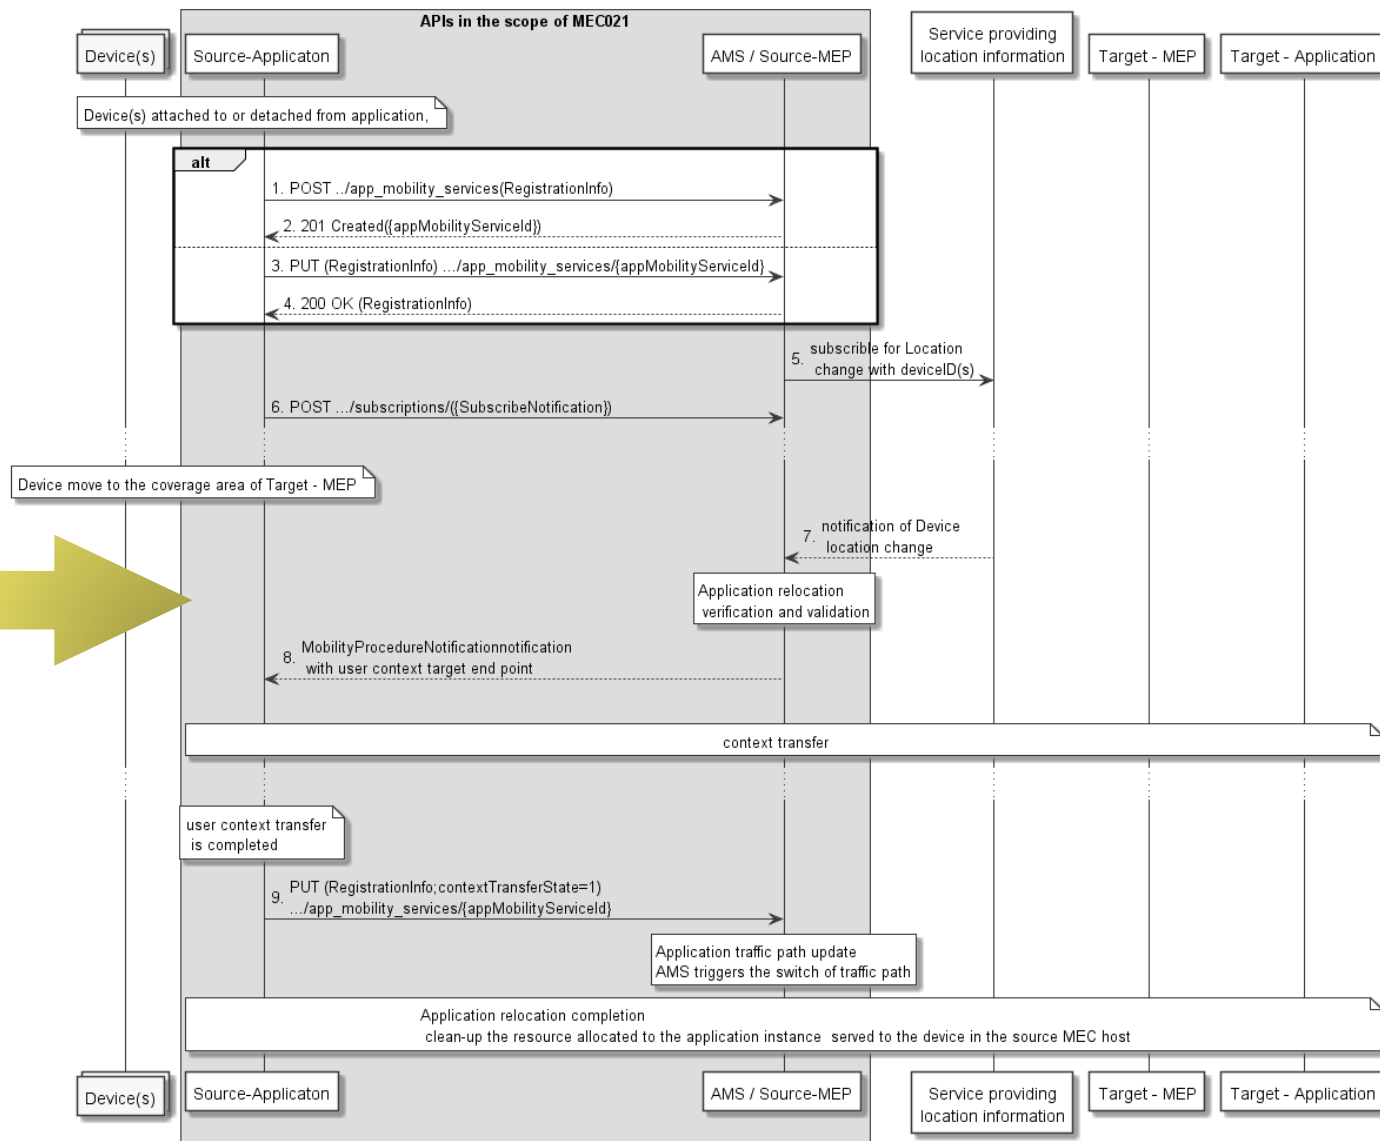 APIs in the scope of MEC021
Device(s)
Source-Applicaton
AMS / Source-MEP
Service providing
location information
Target - MEP
Target - Application
Device(s) attached to or detached from application,
alt
1. POST ../app_mobility_services(RegistrationInfo)
2. 201 Created({appMobilityServiceId})
3. PUT (RegistrationInfo) .../app_mobility_services/{appMobilityServiceId}
4. 200 OK (RegistrationInfo)
5. subscrible for Location
change with deviceID(s)
6. POST .../subscriptions/({SubscribeNotification})
Device move to the coverage area of Target - MEP
7. notification of Device
location change
Application relocation
verification and validation
8. MobilityProcedureNotificationnotification
with user context target end point
context transfer
user context transfer
is completed
9. PUT (RegistrationInfo;contextTransferState=1)
.../app_mobility_services/{appMobilityServiceId}
Application traffic path update
AMS triggers the switch of traffic path
Application relocation completion
clean-up the resource allocated to the application instance  served to the device in the source MEC host
Device(s)
Source-Applicaton
AMS / Source-MEP
Service providing
location information
Target - MEP
Target - Application